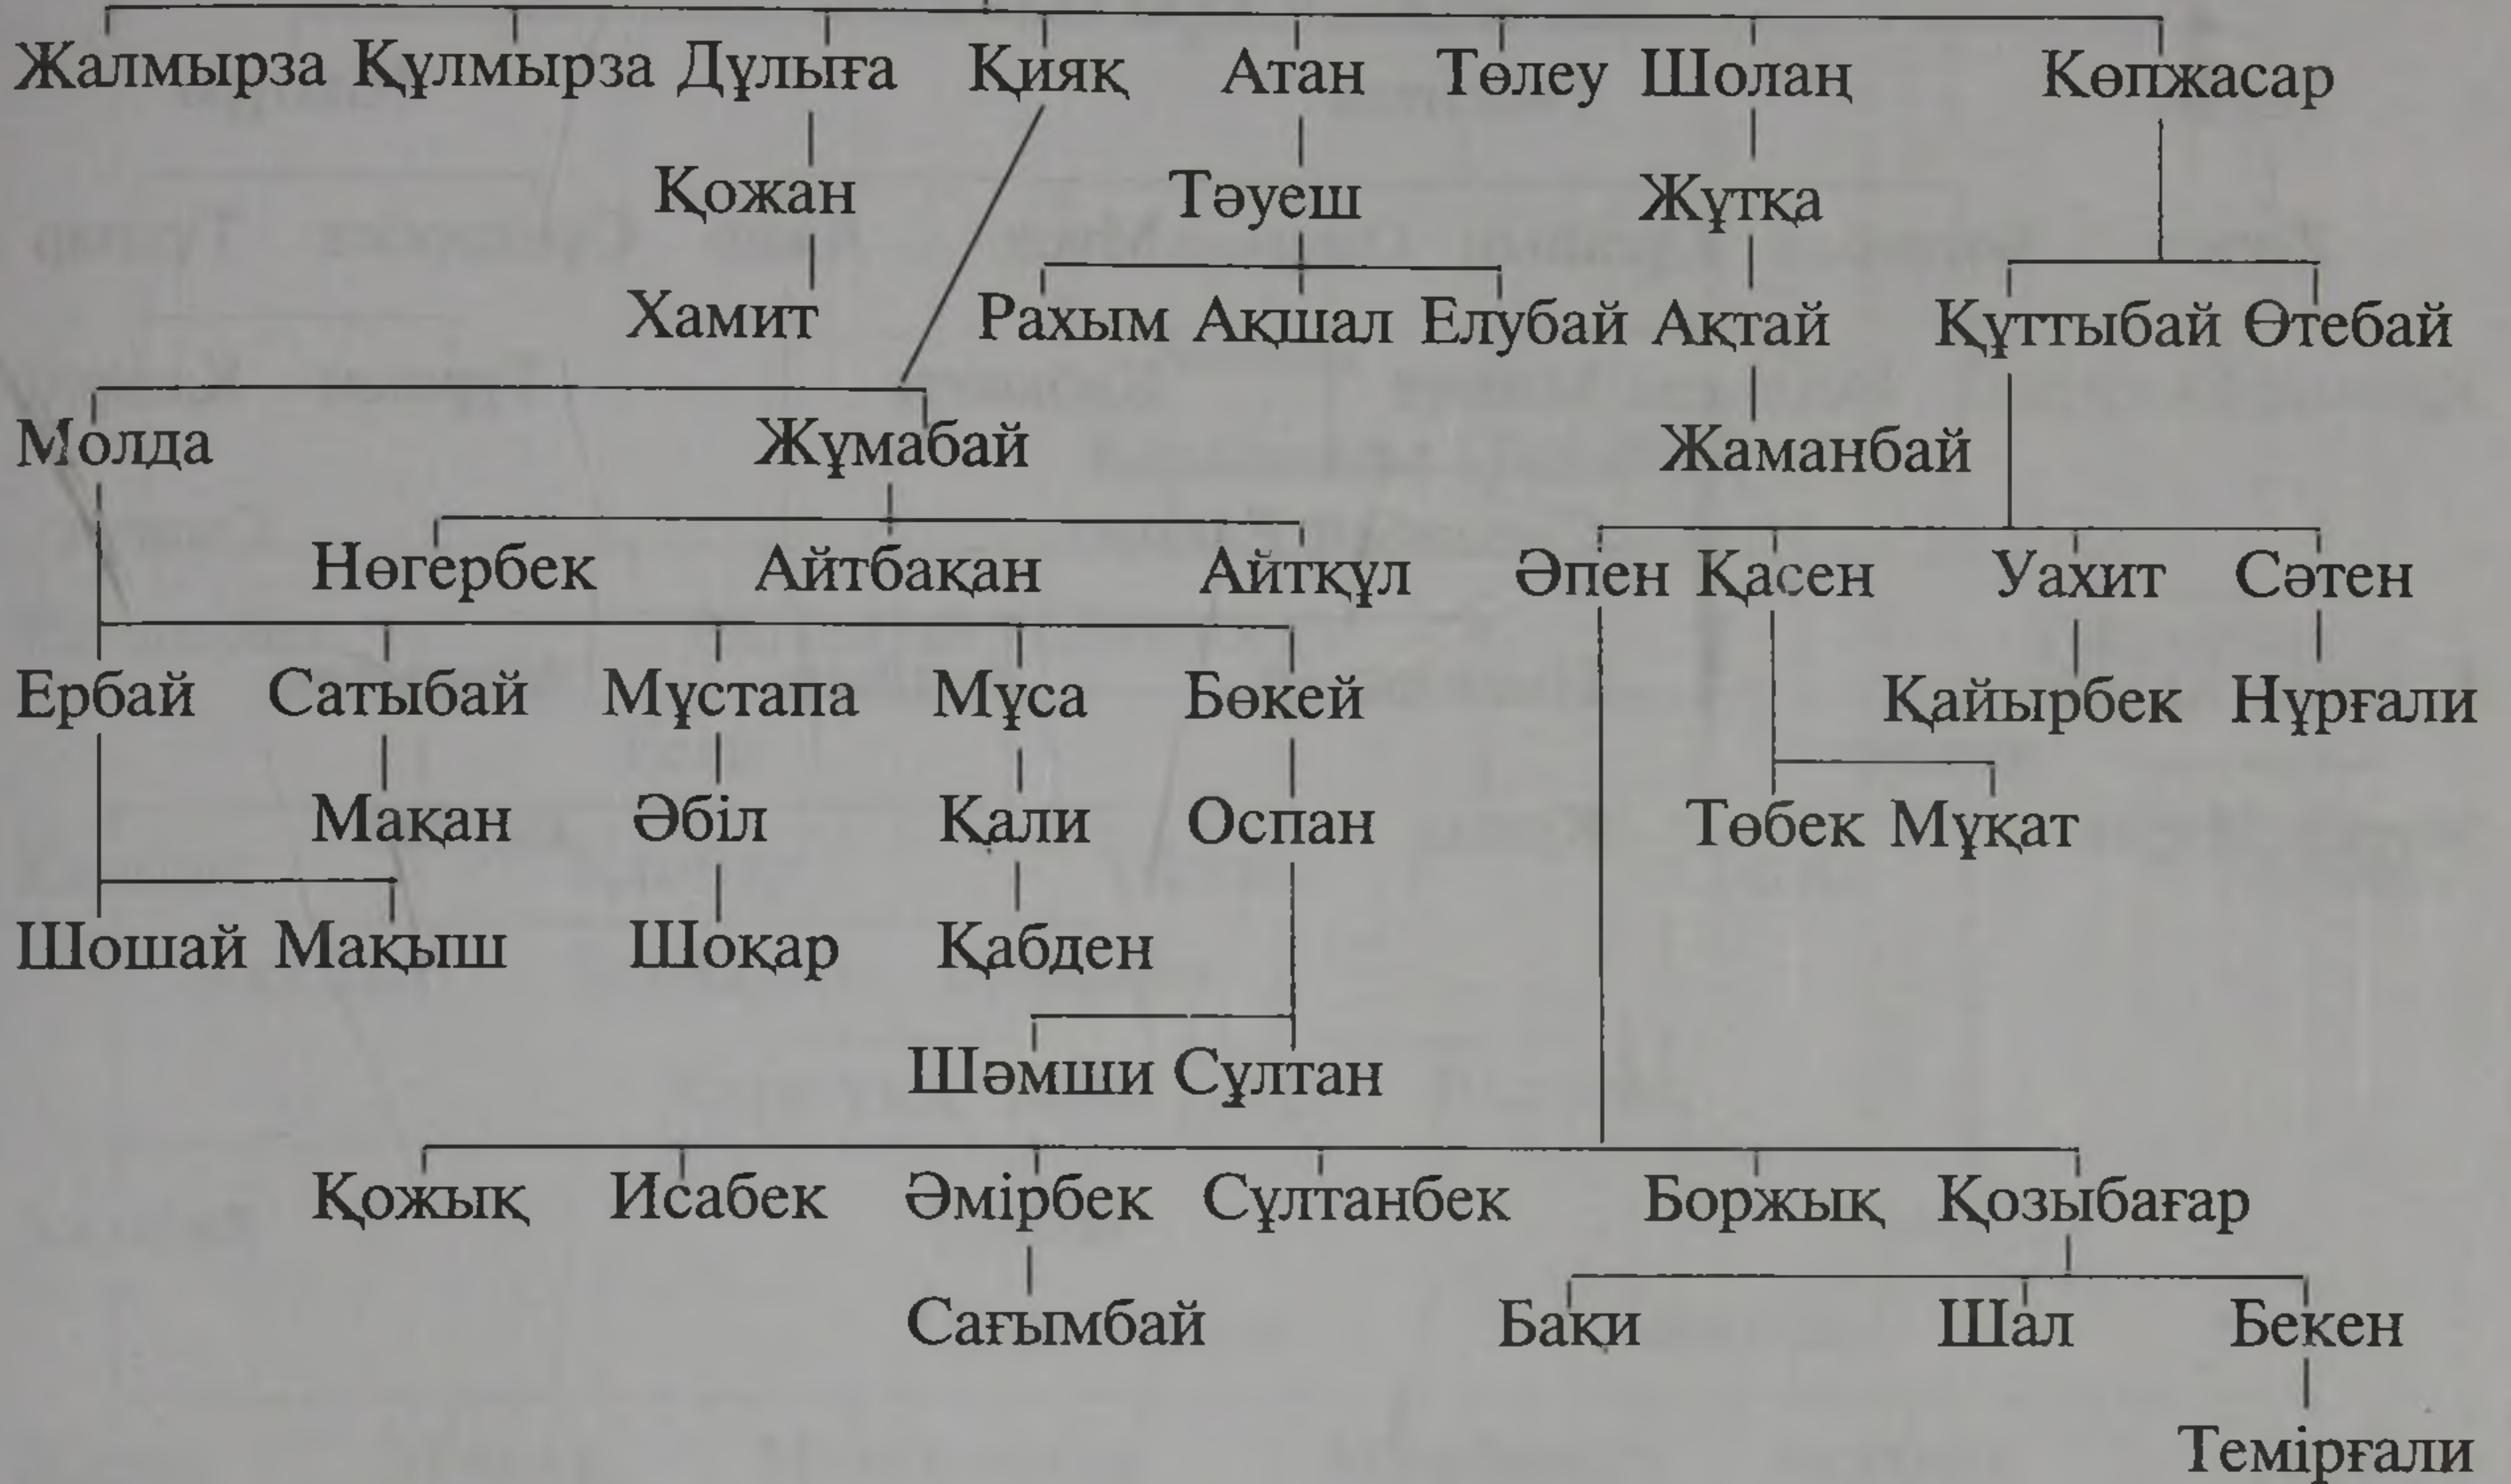 Жалмырза Құлмырза Дұлыға Қияқ Атан Төлеу Шолаң Көпжасар
Қожан Тәуеш Жұтқа
Хамит Рахым Ақшал Елубай Ақтай Құттыбай Өтебай
Молда Жұмабай Жаманбай
Нөгербек Айтбақан Айтқұл Әпен Қасен Уахит Сәтен
Ербай Сатыбай Мұстапа Мұса Бөкей Қайырбек Нұрғали
Мақан Әбіл Қали Оспан Төбек Мұқат
Шошай Мақыш Шоқар Қабден
Шәмши Сұлтан
Қожық Исабек Әмірбек Сұлтанбек Боржық Қозыбағар
Сағымбай Бақи Шал Бекен
Темірғали